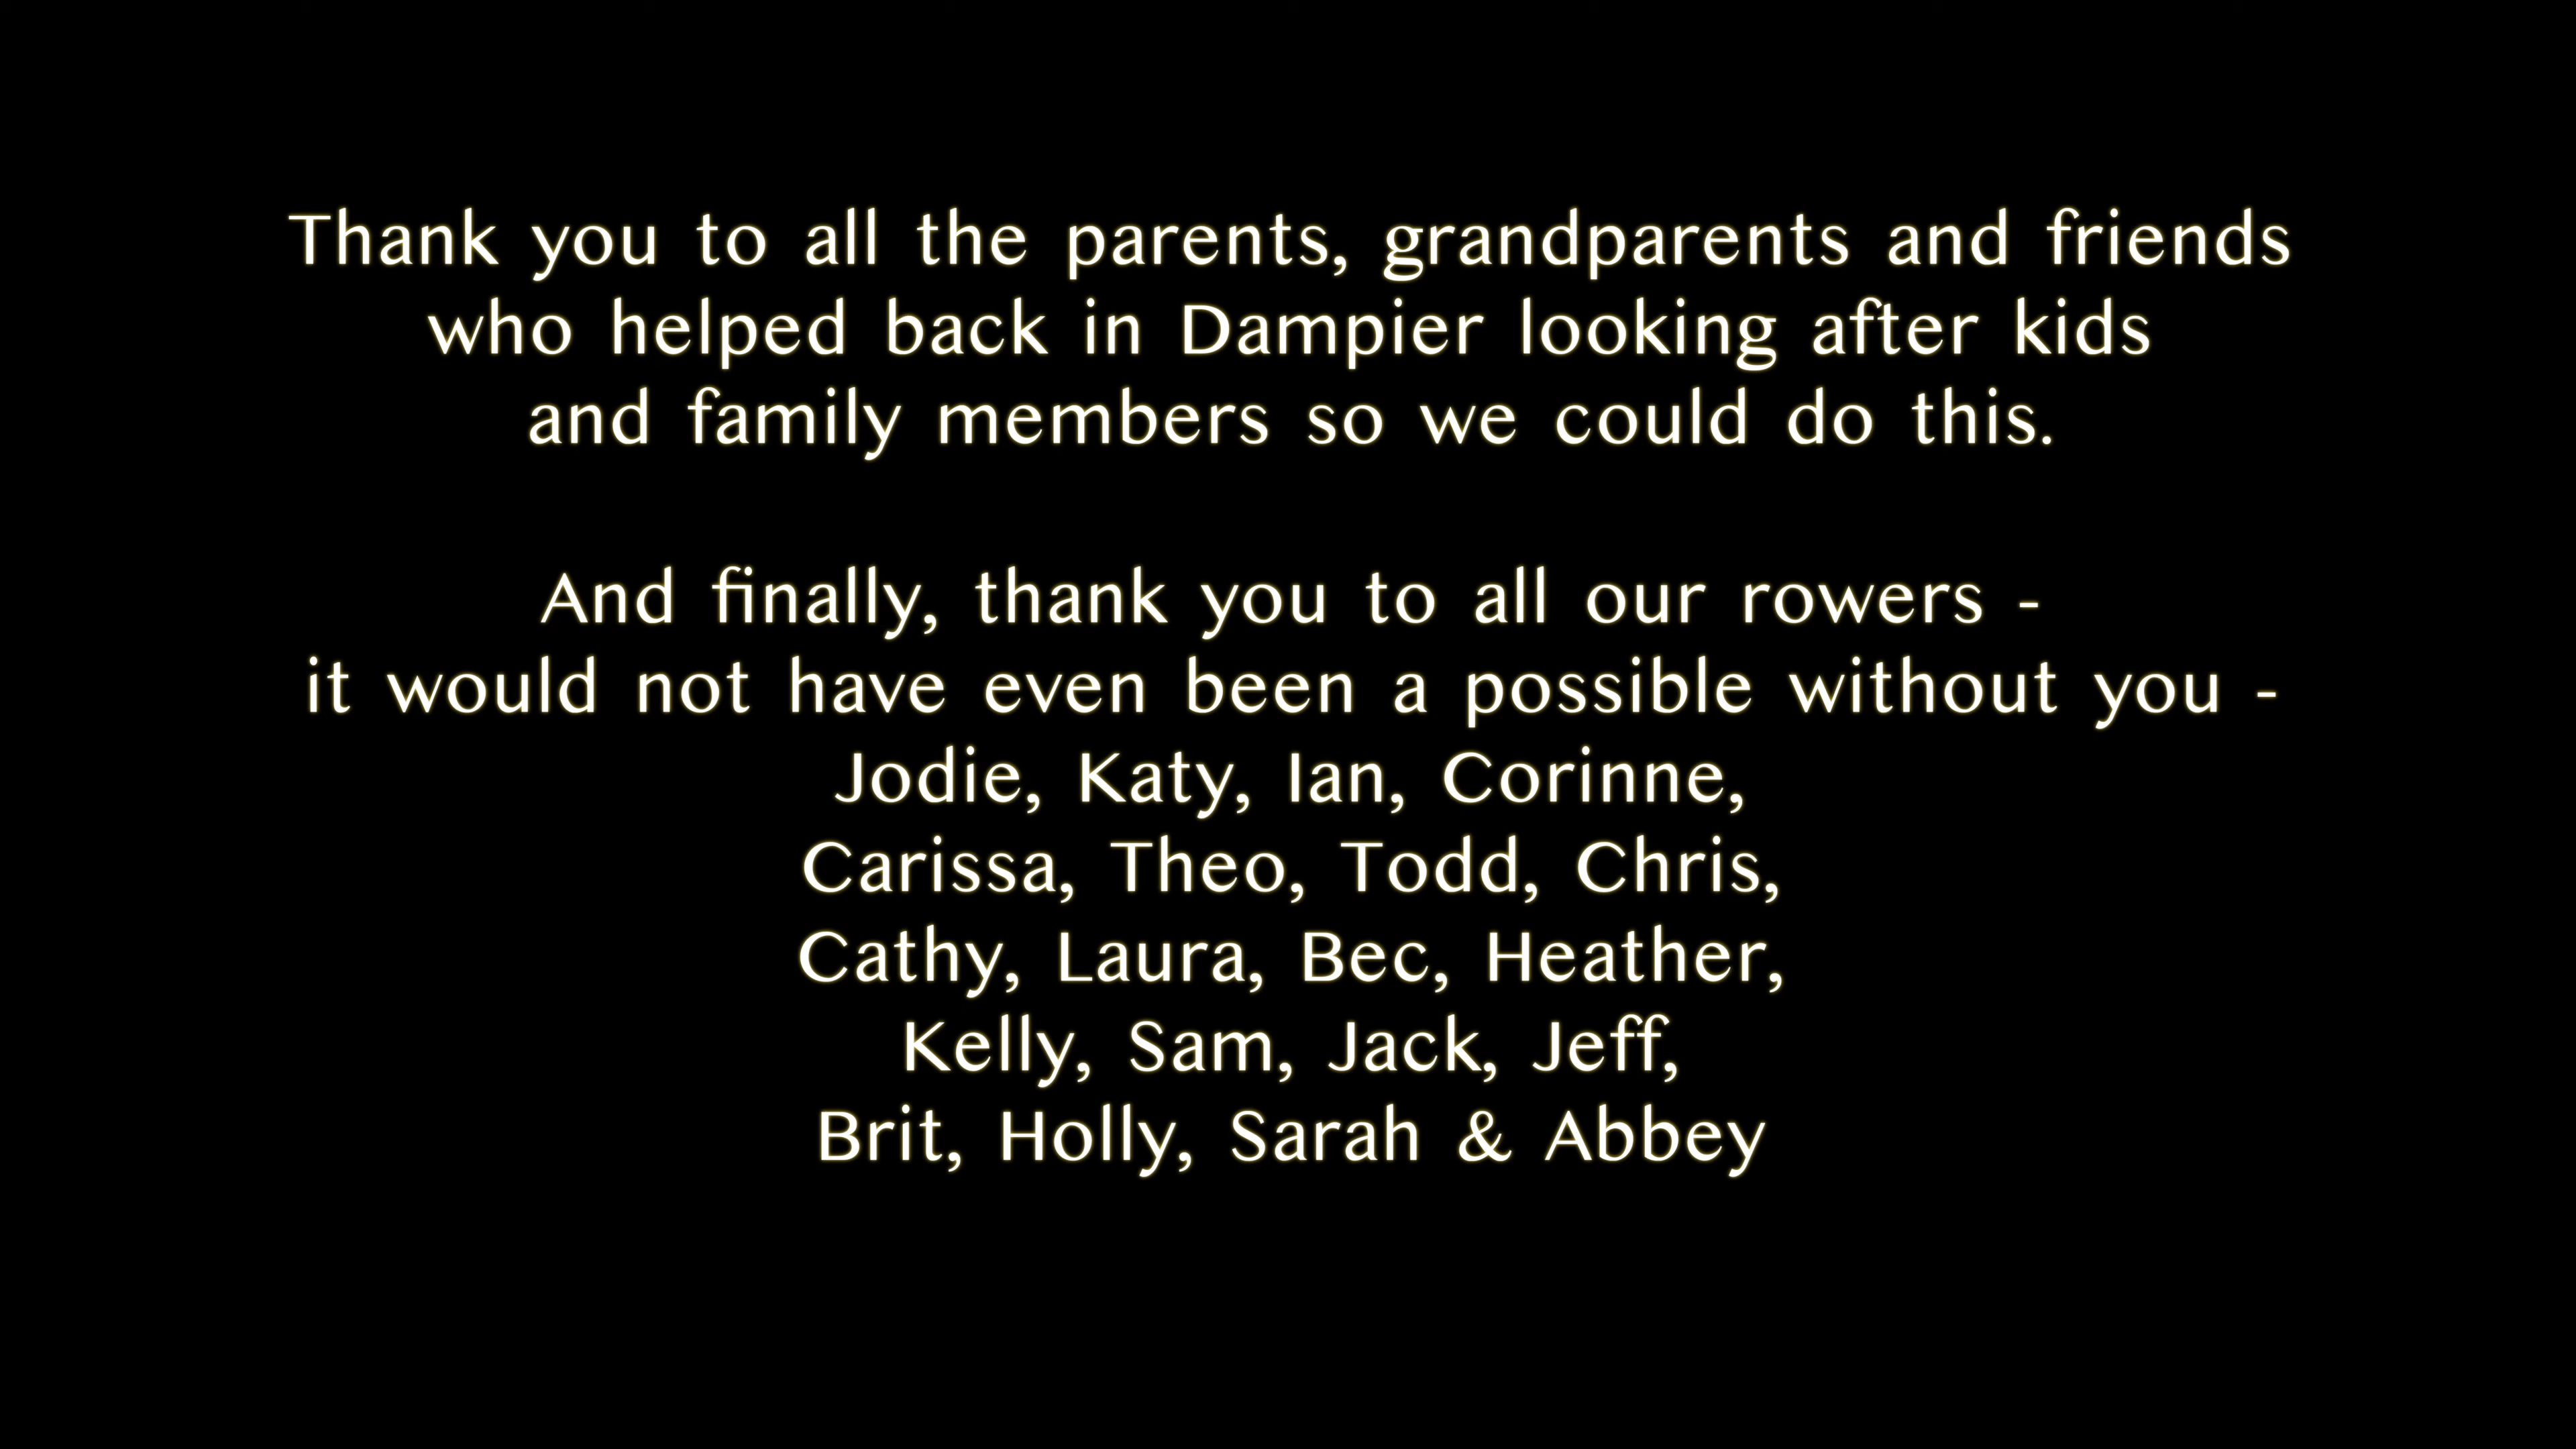 Thank you to all the parents, grandparents and friends
who helped back in Dampier looking after kids
and family members so we could do this.
And finally, thank you to all our rowers -
it would not have even been a possible without you -
Jodie, Katy, Ian, Corinne,
Carissa, Theo, Todd, Chris,
Cathy, Laura, Bec, Heather,
Kelly, Sam, Jack, Jeff,
Brit, Holly, Sarah & Abbey